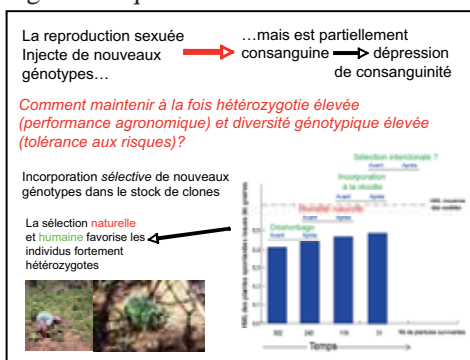 La reproduction sexuée
Injecte de nouveaux
génotypes…
…mais est partiellement
consanguine
dépression
de consanguinité
Comment maintenir à la fois hétérozygotie élevée
(performance agronomique) et diversité génotypique élevée
(tolérance aux risques)?
Incorporation sélective de nouveaux
génotypes dans le stock de clones
La sélection naturelle
et humaine favorise les
individus fortement
hétérozygotes
Sélection intentionnelle ?
Avant Après
Incorporation
à la récolte
Avant Après
Avant Après
Désherbage
Avant Après
Temps